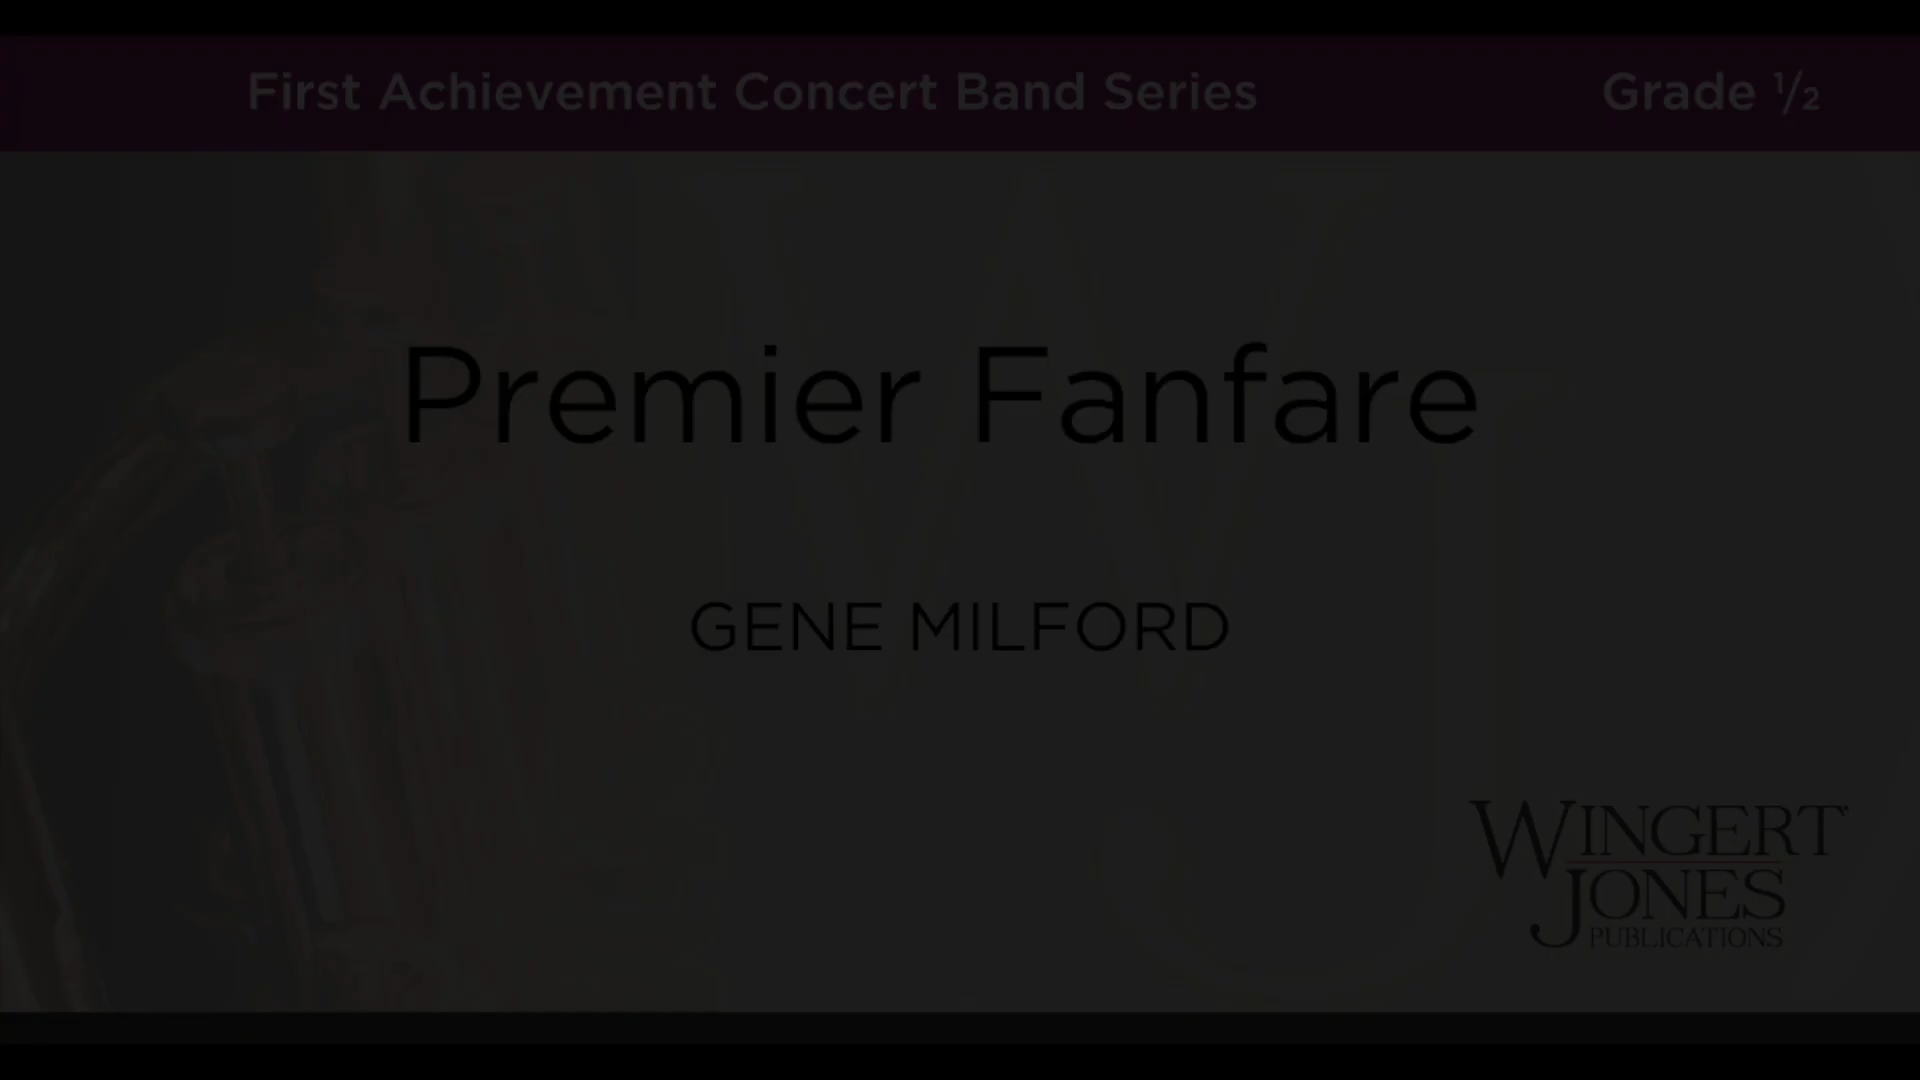 First Achievement Concert Band Series
Grade ½
Premier Fanfare
GENE MILFORD
WINGERT
JONES
PUBLICATIONS